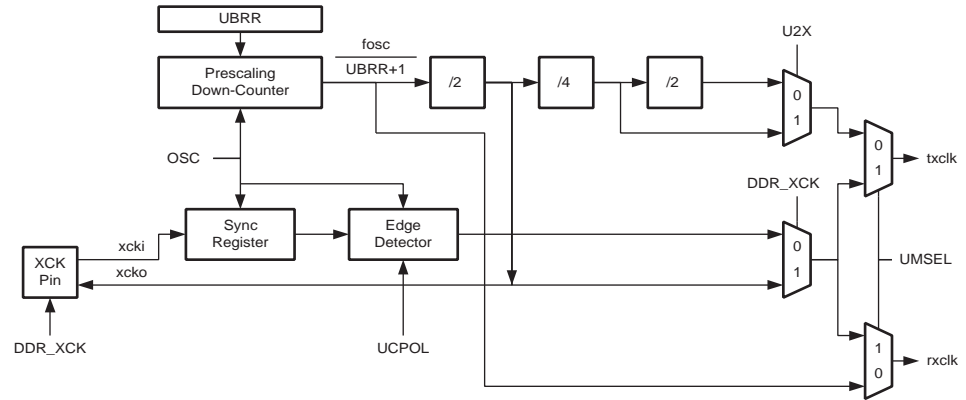 UBRR
U2X
fosc
UBRR+1
Prescaling
Down-Counter
/2
/4
/2
0
1
OSC
0
1
txclk
DDR_XCK
Sync
Register
Edge
Detector
0
1
xcki
XCK
Pin
xcko
UMSEL
DDR_XCK
UCPOL
1
0
rxclk